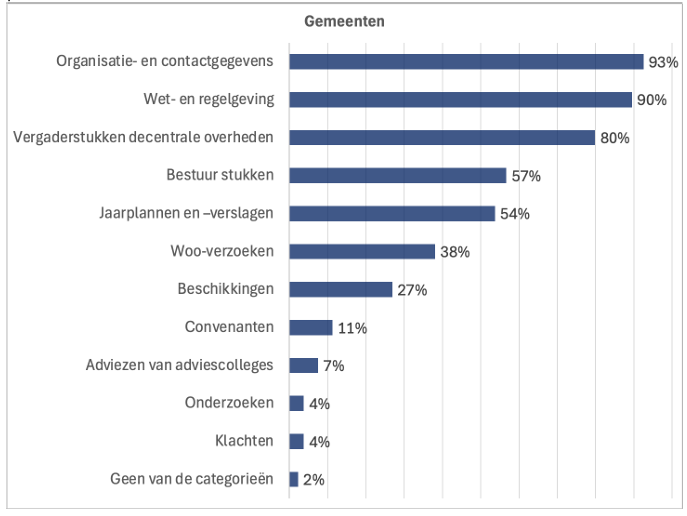 Gemeenten
Organisatie- en contactgegevens 93%
Wet- en regelgeving 90%
Vergaderstukken decentrale overheden 80%
Bestuur stukken 57%
Jaarplannen en –verslagen 54%
Woo-verzoeken 38%
Beschikkingen 27%
Convenanten 11%
Adviezen van adviescolleges 7%
Onderzoeken 4%
Klachten 4%
Geen van de categorieën 2%